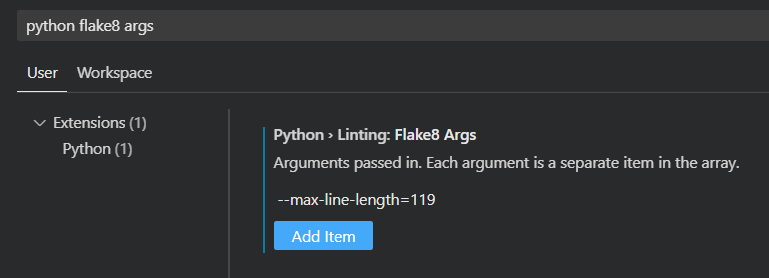 python flake8 args
User Workspace
Extensions (1)
Python (1)
Python › Linting: Flake8 Args
Arguments passed in. Each argument is a separate item in the array.
--max-line-length=119
Add Item